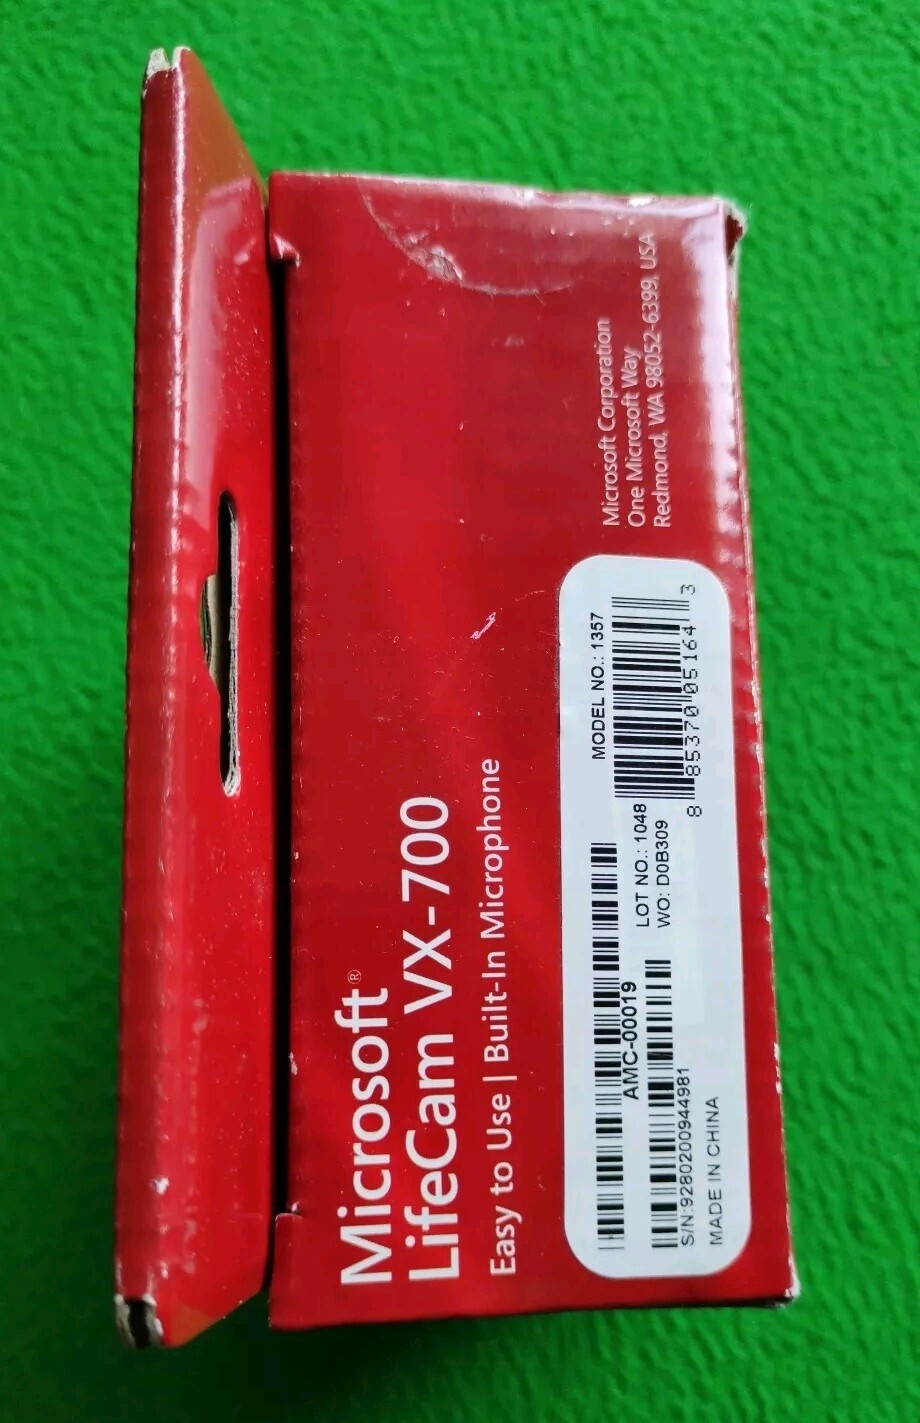 Microsoft®
LifeCam VX-700
Easy to Use | Built-In Microphone
Microsoft Corporation
One Microsoft Way
Redmond, WA 98052-6399, USA
MODEL NO.: 1357
8 85370 05164 3
AMC-00019
LOT NO.: 1048
WO: D0B309
S/N:9280200944981
MADE IN CHINA